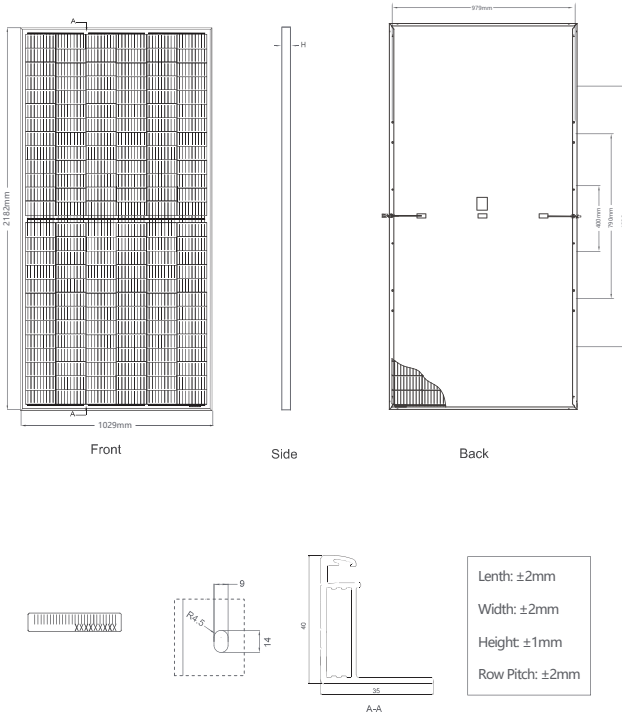 A
979mm
H
2182mm
400mm
790mm
A
1029mm
Front
Side
Back
9
R4.5
14
40
35
A-A
Lenth: ±2mm
Width: ±2mm
Height: ±1mm
Row Pitch: ±2mm